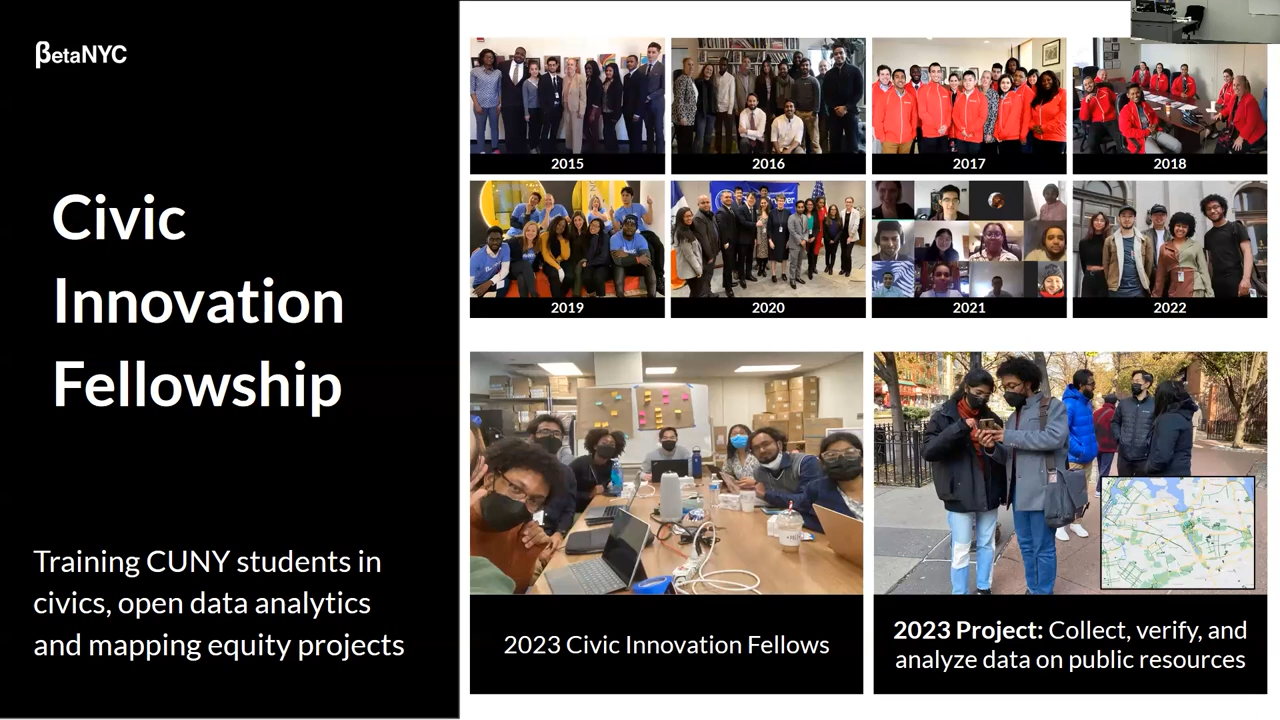 βetaNYC
Civic
Innovation
Fellowship
Training CUNY students in
civics, open data analytics
and mapping equity projects
2015
2016
2017
2018
2019
2020
2021
2022
2023 Civic Innovation Fellows
2023 Project: Collect, verify, and
analyze data on public resources